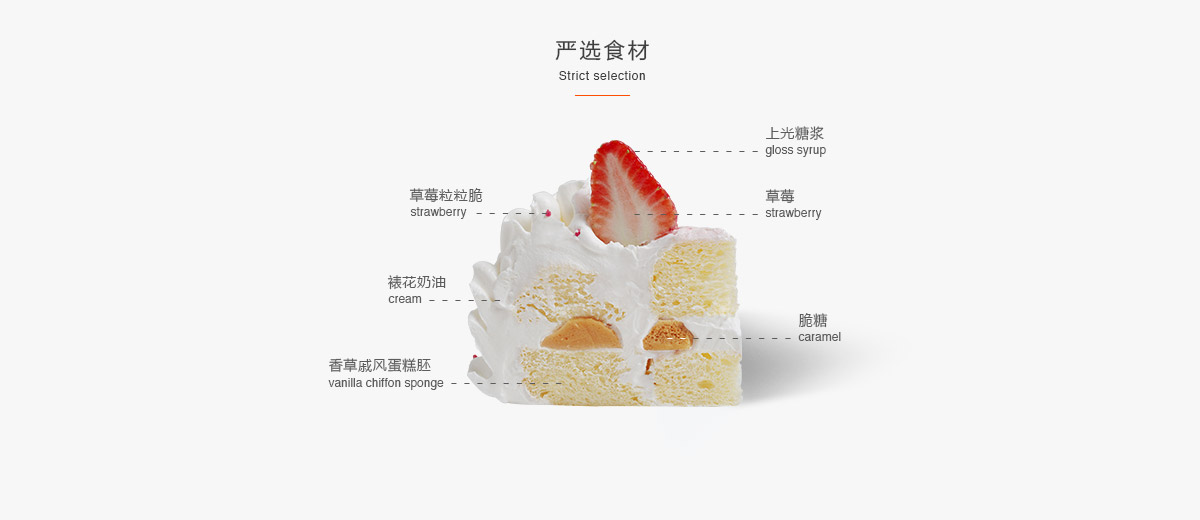 严选食材
Strict selection
上光糖浆
gloss syrup
草莓粒粒脆
strawberry
草莓
strawberry
裱花奶油
cream
脆糖
caramel
香草戚风蛋糕胚
vanilla chiffon sponge